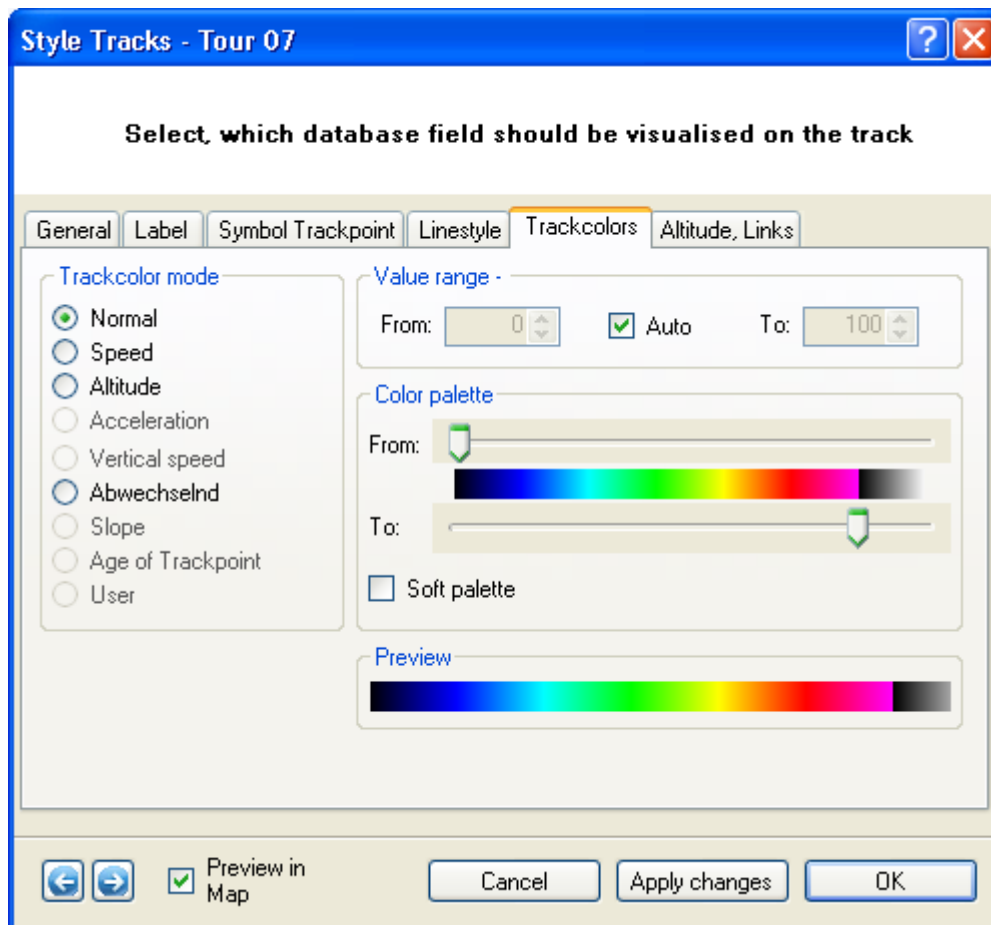 Style Tracks - Tour 07
?
Select, which database field should be visualised on the track
General Label Symbol Trackpoint Linestyle Trackcolors Altitude, Links
Trackcolor mode
Normal
Speed
Altitude
Acceleration
Vertical speed
Abwechselnd
Slope
Age of Trackpoint
User
Value range -
From: 0 Auto To: 100
Color palette
From:
To:
Soft palette
Preview
Preview in
Map
Cancel Apply changes OK